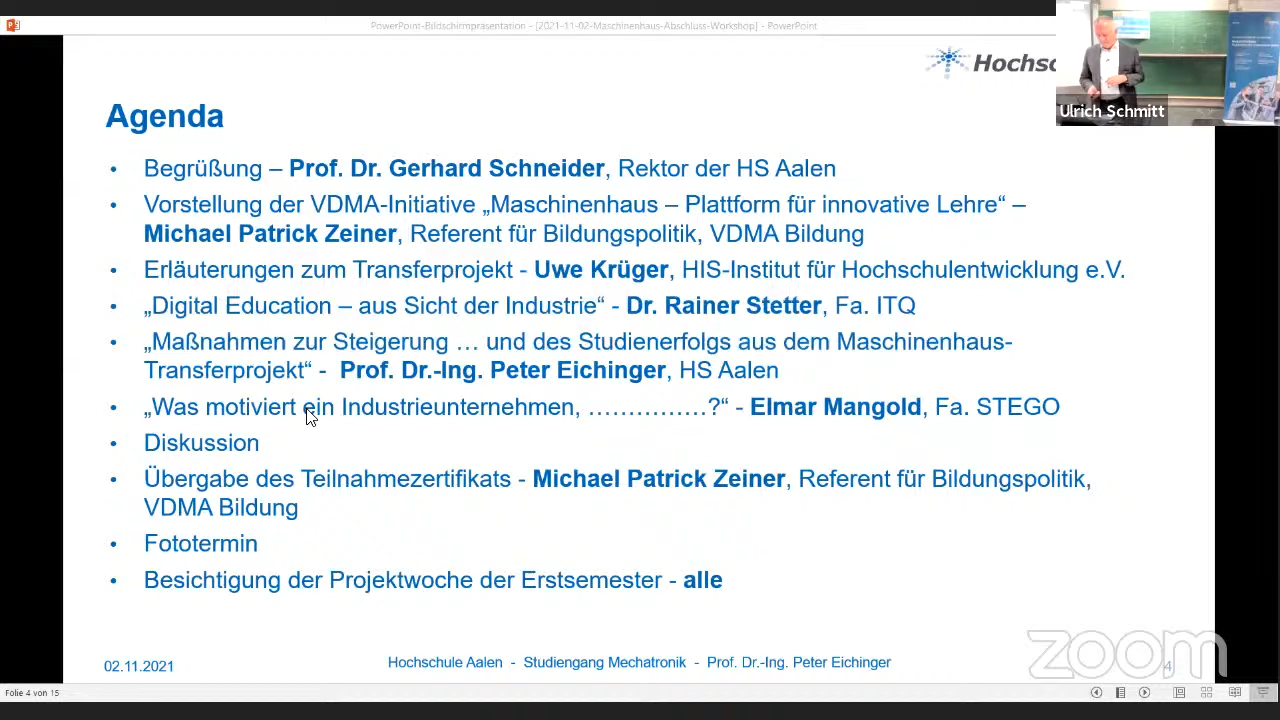 PowerPoint-Bildschirmpräsentation - [2021-11-02-Maschinenhaus-Abschluss-Workshop] - PowerPoint
Hochsc
Ulrich Schmitt
Agenda
• Begrüßung – Prof. Dr. Gerhard Schneider, Rektor der HS Aalen
• Vorstellung der VDMA-Initiative „Maschinenhaus – Plattform für innovative Lehre“ –
Michael Patrick Zeiner, Referent für Bildungspolitik, VDMA Bildung
• Erläuterungen zum Transferprojekt - Uwe Krüger, HIS-Institut für Hochschulentwicklung e.V.
• „Digital Education – aus Sicht der Industrie“ - Dr. Rainer Stetter, Fa. ITQ
• „Maßnahmen zur Steigerung … und des Studienerfolgs aus dem Maschinenhaus-
Transferprojekt“ - Prof. Dr.-Ing. Peter Eichinger, HS Aalen
• „Was motiviert ein Industrieunternehmen, ……………?“ - Elmar Mangold, Fa. STEGO
• Diskussion
• Übergabe des Teilnahmezertifikats - Michael Patrick Zeiner, Referent für Bildungspolitik,
VDMA Bildung
• Fototermin
• Besichtigung der Projektwoche der Erstsemester - alle
02.11.2021
Hochschule Aalen - Studiengang Mechatronik - Prof. Dr.-Ing. Peter Eichinger
4
zoom
Folie 4 von 15